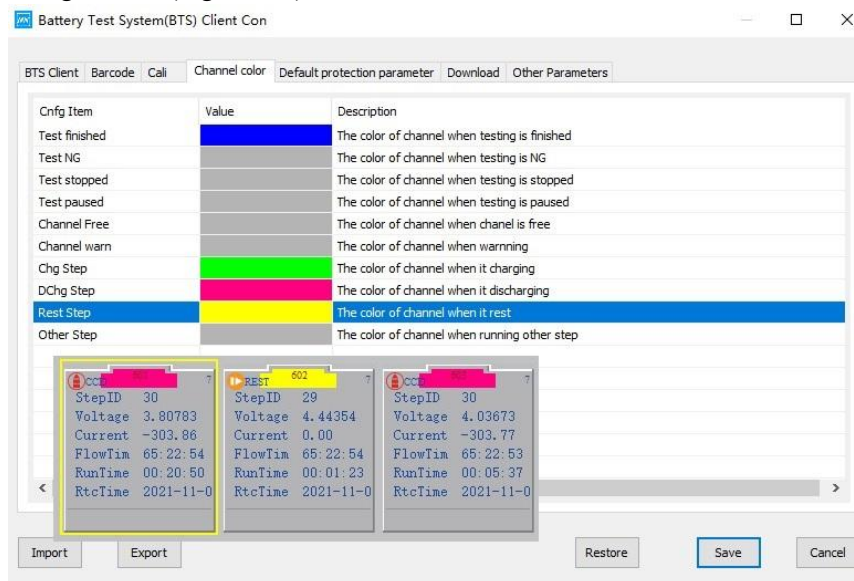 Battery Test System(BTS) Client Con
BTS Client Barcode Cali Channel color Default protection parameter Download Other Parameters
Cnfg Item Value Description
Test finished The color of channel when testing is finished
Test NG The color of channel when testing is NG
Test stopped The color of channel when testing is stopped
Test paused The color of channel when testing is paused
Channel Free The color of channel when chanel is free
Channel warn The color of channel when warnning
Chg Step The color of channel when it charging
DChg Step The color of channel when it discharging
Rest Step The color of channel when it rest
Other Step The color of channel when running other step
7 REST 602 7 7
StepID 30 StepID 29 StepID 30
Voltage 3.80783 Voltage 4.44354 Voltage 4.03673
Current -303.86 Current 0.00 Current -303.77
FlowTim 65:22:54 FlowTim 65:22:54 FlowTim 65:22:53
RunTime 00:20:50 RunTime 00:01:23 RunTime 00:05:37
RtcTime 2021-11-0 RtcTime 2021-11-0 RtcTime 2021-11-0
Import Export Restore Save Cancel